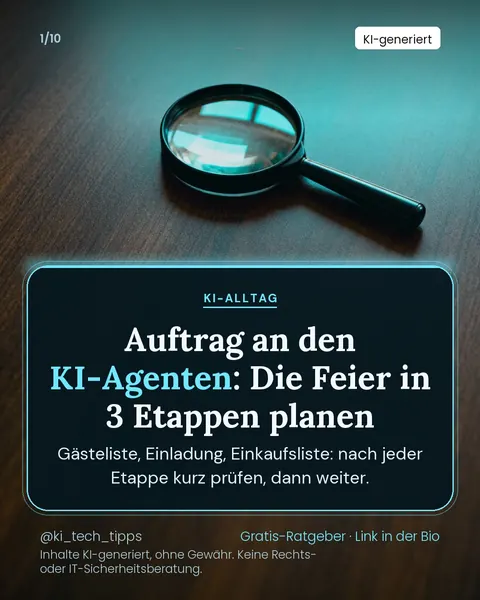 1/10
KI-generiert
KI-ALLTAG
Auftrag an den
KI-Agenten: Die Feier in
3 Etappen planen
Gästeliste, Einladung, Einkaufsliste: nach jeder
Etappe kurz prüfen, dann weiter.
@ki_tech_tipps
Gratis-Ratgeber · Link in der Bio
Inhalte KI-generiert, ohne Gewähr. Keine Rechts-
oder IT-Sicherheitsberatung.